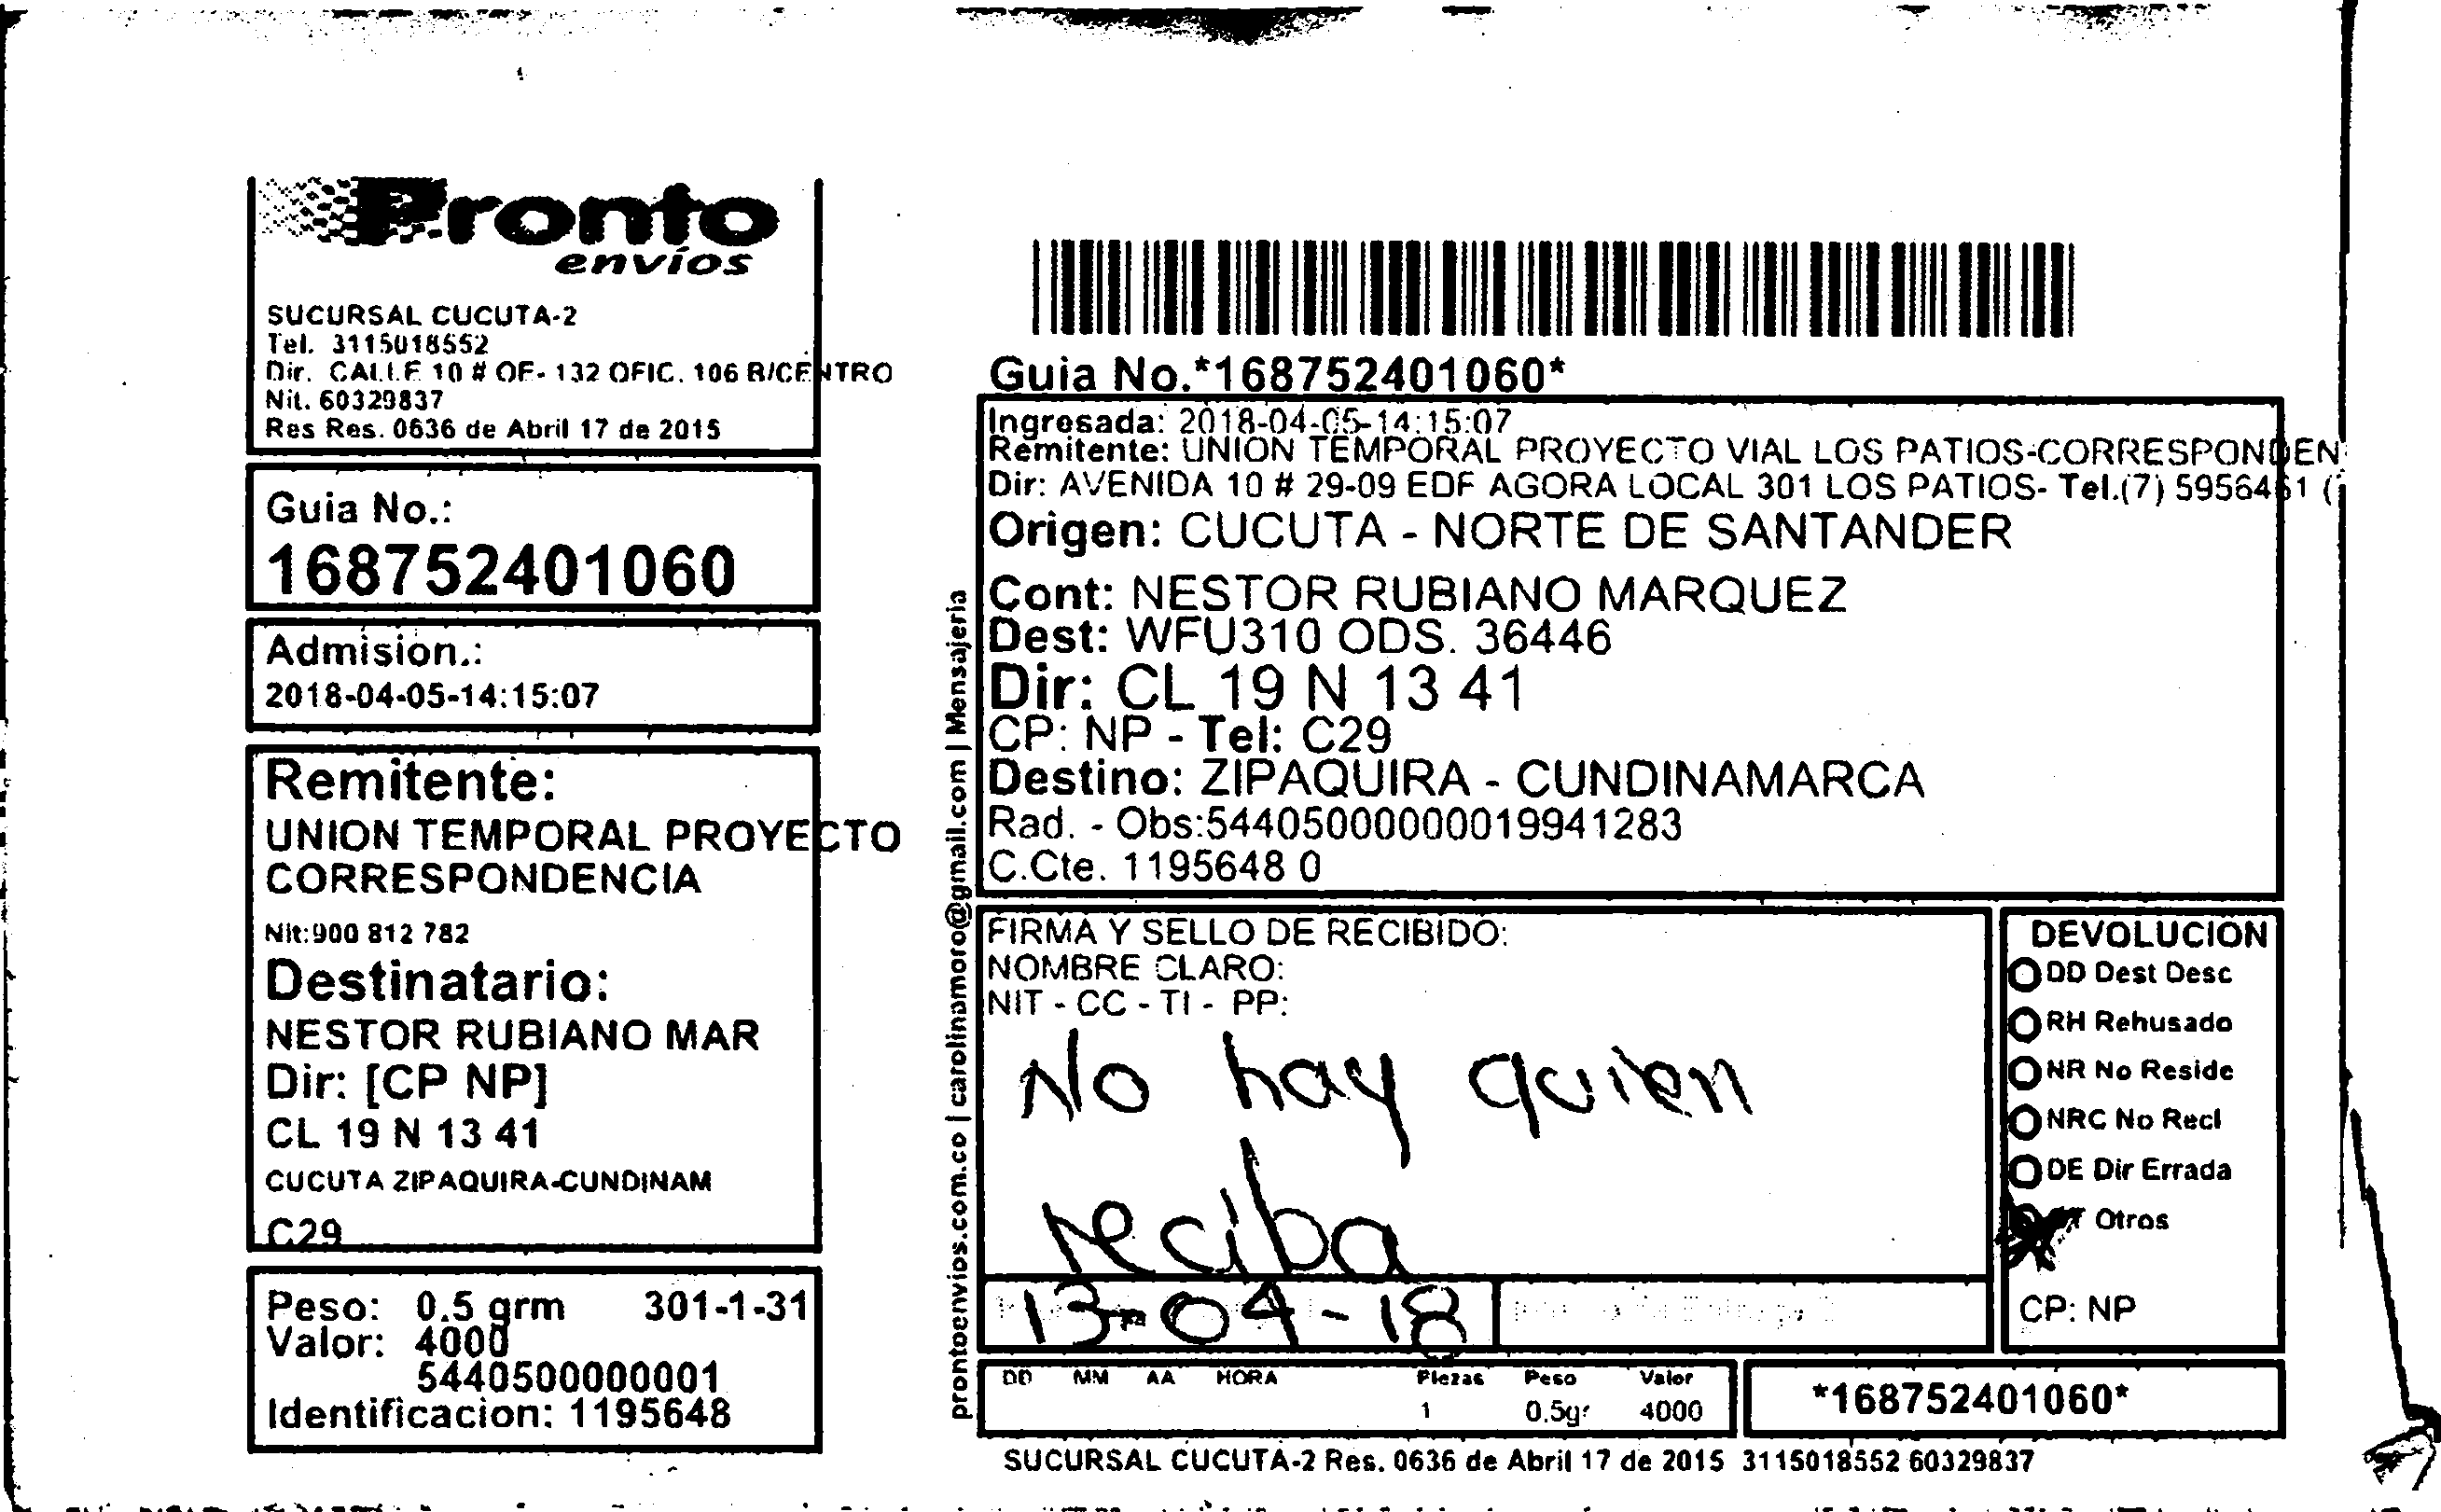 Pronto
envíos
SUCURSAL CUCUTA-2
Tel. 3115018552
Dir. CALLE 10 # OF- 132 OFIC. 106 B/CENTRO
Nit. 60329837
Res Res. 0636 de Abril 17 de 2015
Guia No.:
168752401060
Admision.:
2018-04-05-14:15:07
Remitente:
UNION TEMPORAL PROYECTO
CORRESPONDENCIA
Nit:900 812 782
Destinatario:
NESTOR RUBIANO MAR
Dir: [CP NP]
CL 19 N 13 41
CUCUTA ZIPAQUIRA-CUNDINAM
C29
Peso: 0.5 grm 301-1-31
Valor: 4000
5440500000001
Identificacion: 1195648
prontoenvios.com.co | carolinamoro@gmail.com | Mensajeria
Guia No.*168752401060*
Ingresada: 2018-04-05-14:15:07
Remitente: UNION TEMPORAL PROYECTO VIAL LOS PATIOS-CORRESPONDEN
Dir: AVENIDA 10 # 29-09 EDF AGORA LOCAL 301 LOS PATIOS- Tel.(7) 5956461 (
Origen: CUCUTA - NORTE DE SANTANDER
Cont: NESTOR RUBIANO MARQUEZ
Dest: WFU310 ODS. 36446
Dir: CL 19 N 13 41
CP: NP - Tel: C29
Destino: ZIPAQUIRA - CUNDINAMARCA
Rad. - Obs:544050000000019941283
C.Cte. 1195648 0
FIRMA Y SELLO DE RECIBIDO:
NOMBRE CLARO:
NIT - CC - TI - PP:
No hay quien
reciba
13-04-18
DEVOLUCION
DD Dest Desc
RH Rehusado
NR No Reside
NRC No Recl
DE Dir Errada
Otros
CP: NP
DD MM AA HORA Piezas Peso Valor
1 0.5gr 4000
*168752401060*
SUCURSAL CUCUTA-2 Res. 0636 de Abril 17 de 2015 3115018552 60329837